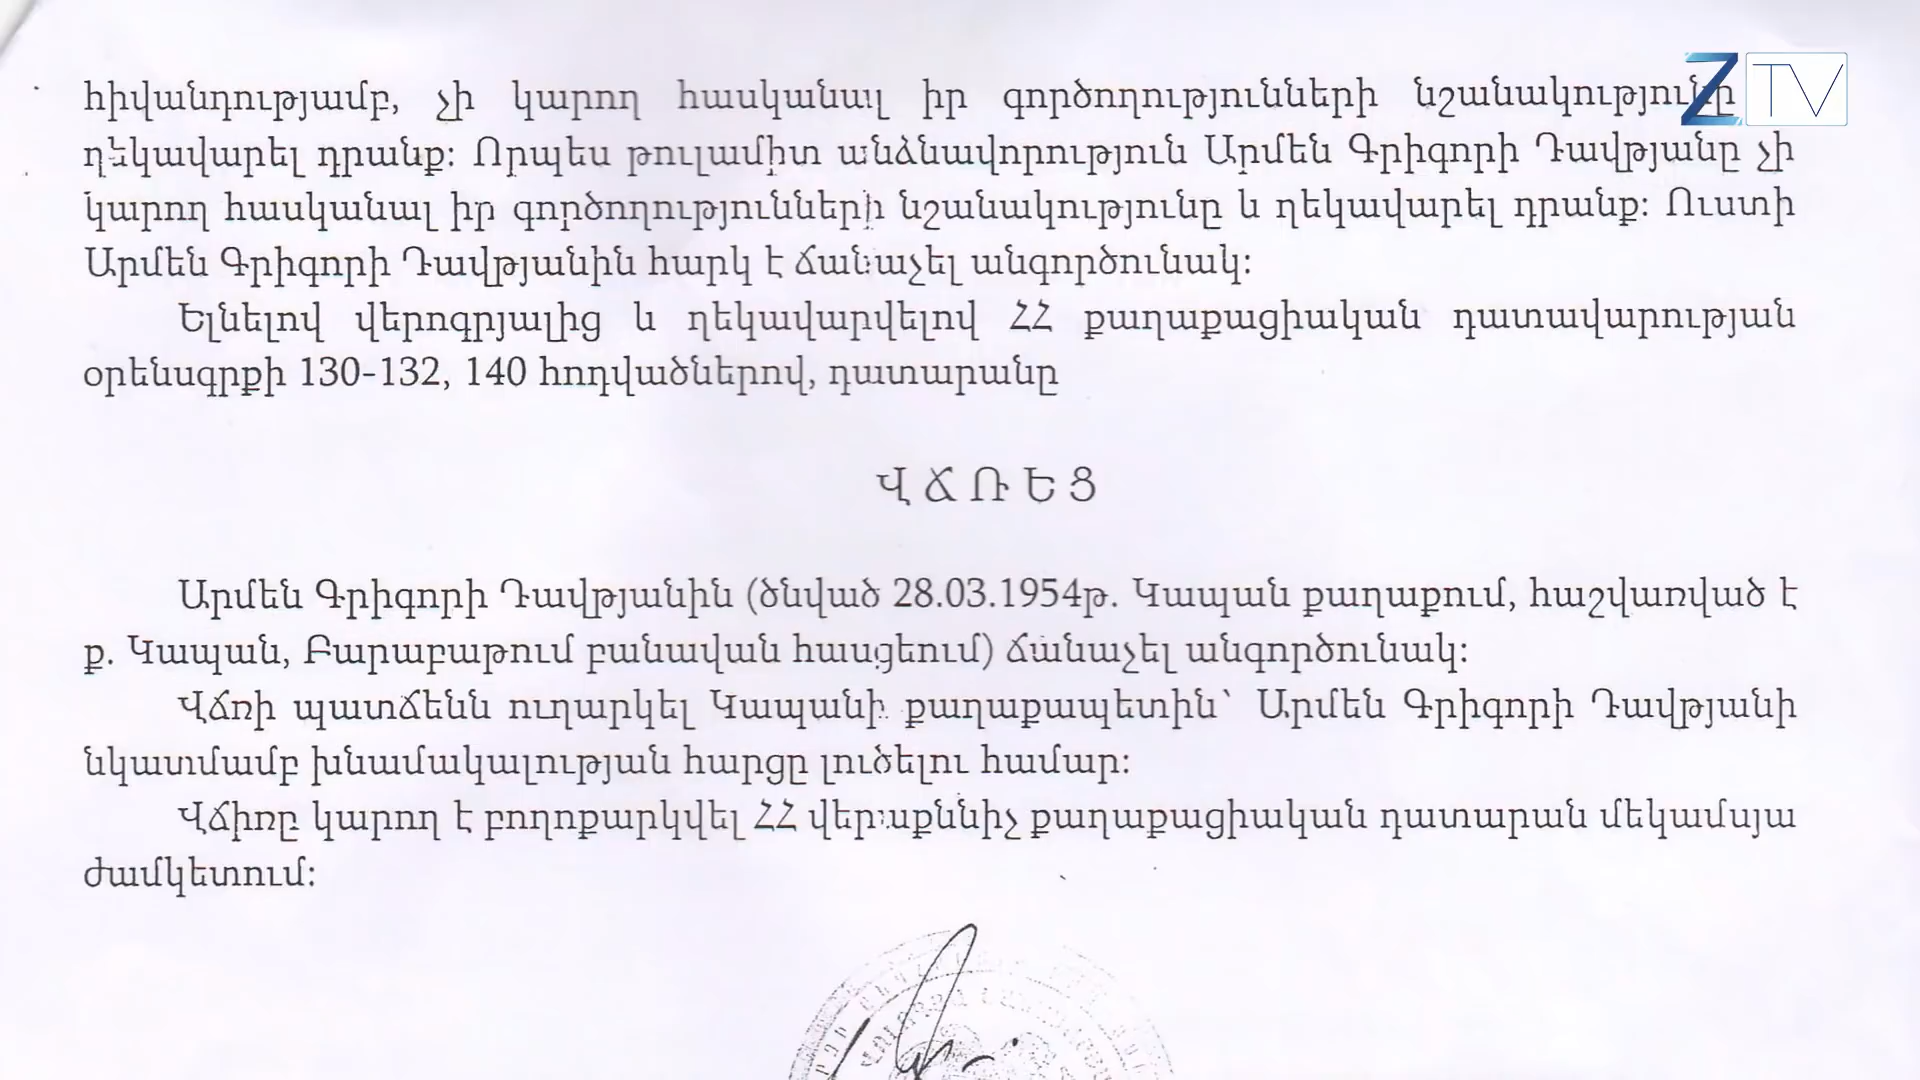 հիվանդությամբ, չի կարող հասկանալ իր գործողությունների նշանակությունը
ZTV
ղեկավարել դրանք: Որպես թուլամիտ անձնավորություն Արմեն Գրիգորի Դավթյանը չի
կարող հասկանալ իր գործողությունների նշանակությունը և ղեկավարել դրանք: Ուստի
Արմեն Գրիգորի Դավթյանին հարկ է ճանաչել անգործունակ:
Ելնելով վերոգրյալից և ղեկավարվելով ՀՀ քաղաքացիական դատավարության
օրենսգրքի 130-132, 140 հոդվածներով, դատարանը
ՎՃՌԵՑ
Արմեն Գրիգորի Դավթյանին (ծնված 28.03.1954թ. Կապան քաղաքում, հաշվառված է
ք. Կապան, Բարաբաթում բանավան հասցեում) ճանաչել անգործունակ:
Վճռի պատճենն ուղարկել Կապանի քաղաքապետին՝ Արմեն Գրիգորի Դավթյանի
նկատմամբ խնամակալության հարցը լուծելու համար:
Վճիռը կարող է բողոքարկվել ՀՀ վերաքննիչ քաղաքացիական դատարան մեկամսյա
ժամկետում: